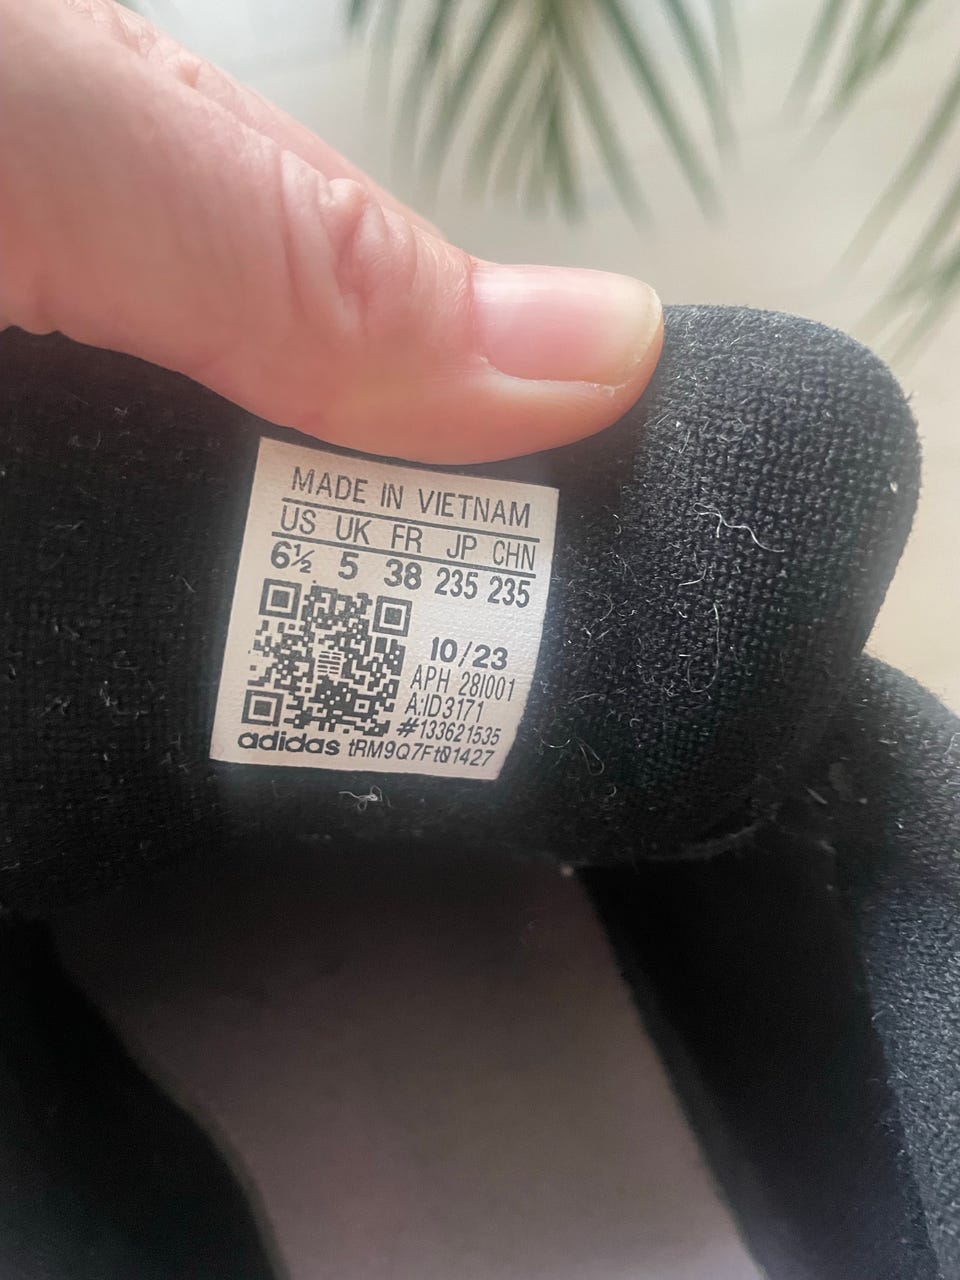 MADE IN VIETNAM
US UK FR JP CHN
6½ 5 38 235 235
10/23
APH 28I001
A:ID3171
#133621535
adidas tRM9Q7Ft01427